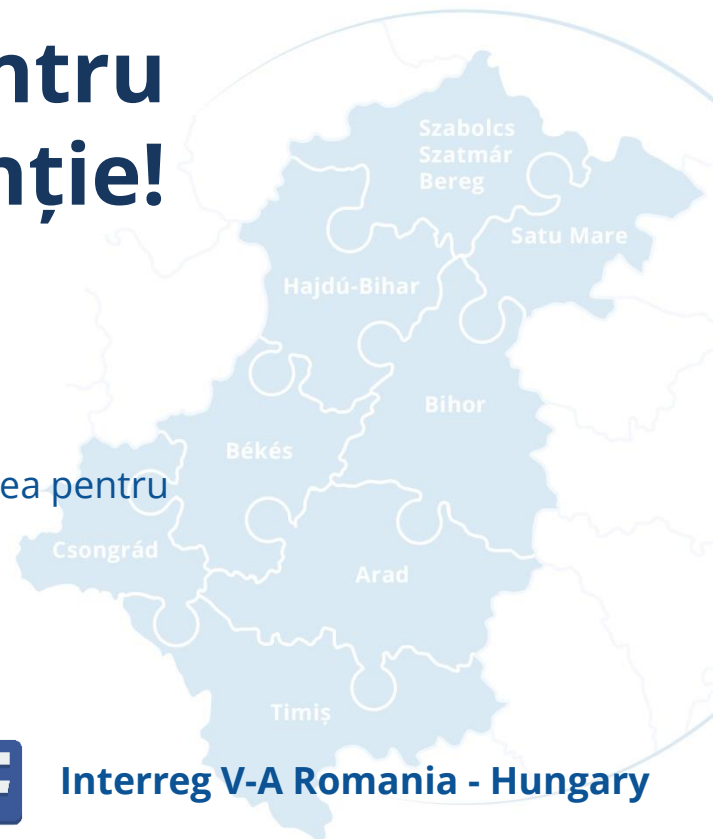 ntru
nție!
Szabolcs
Szatmár
Bereg
Satu Mare
Hajdú-Bihar
Bihor
Békés
ea pentru
Csongrád
Arad
Timiș
Interreg V-A Romania - Hungary